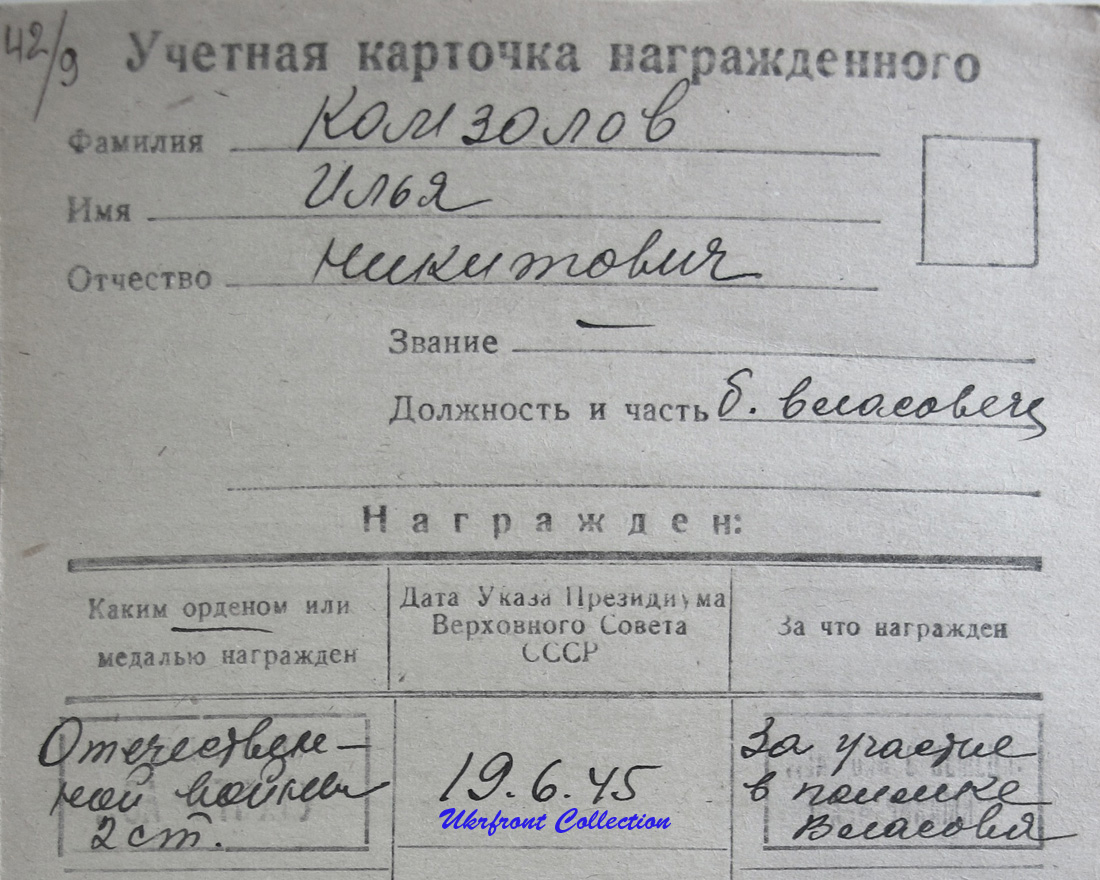 42/9
Учетная карточка награжденного
Фамилия Комзолов
Имя Илья
Отчество Никитович
Звание —
Должность и часть б. власовец
Награжден:
Каким орденом или
медалью награжден
Дата Указа Президиума
Верховного Совета
СССР
За что награжден
Отечествен-
ной войны
2 ст.
19.6.45
Ukrfront Collection
За участие
в поимке
Власова